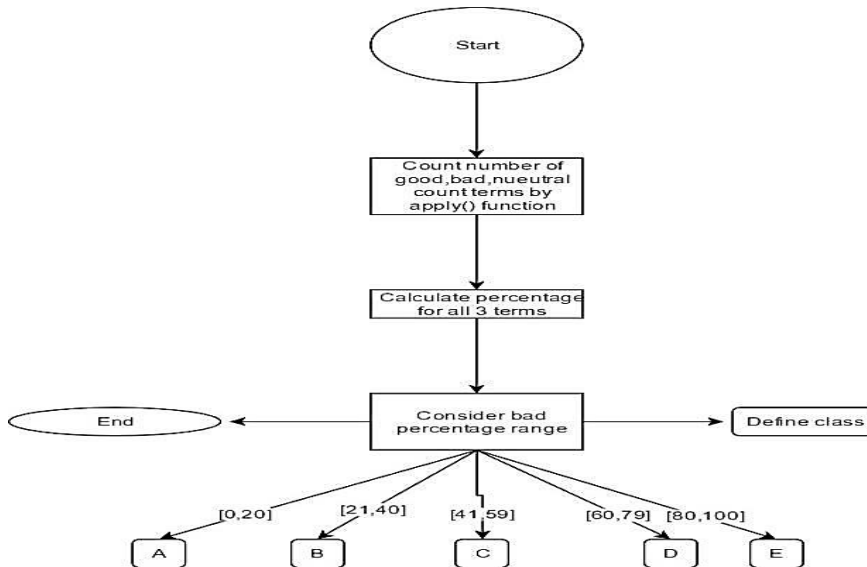 Start
Count number of
good,bad,nueutral
count terms by
apply() function
Calculate percentage
for all 3 terms
End
Consider bad
percentage range
Define class
[0,20]
[21,40]
[41,59]
[60,79]
[80,100]
A
B
C
D
E